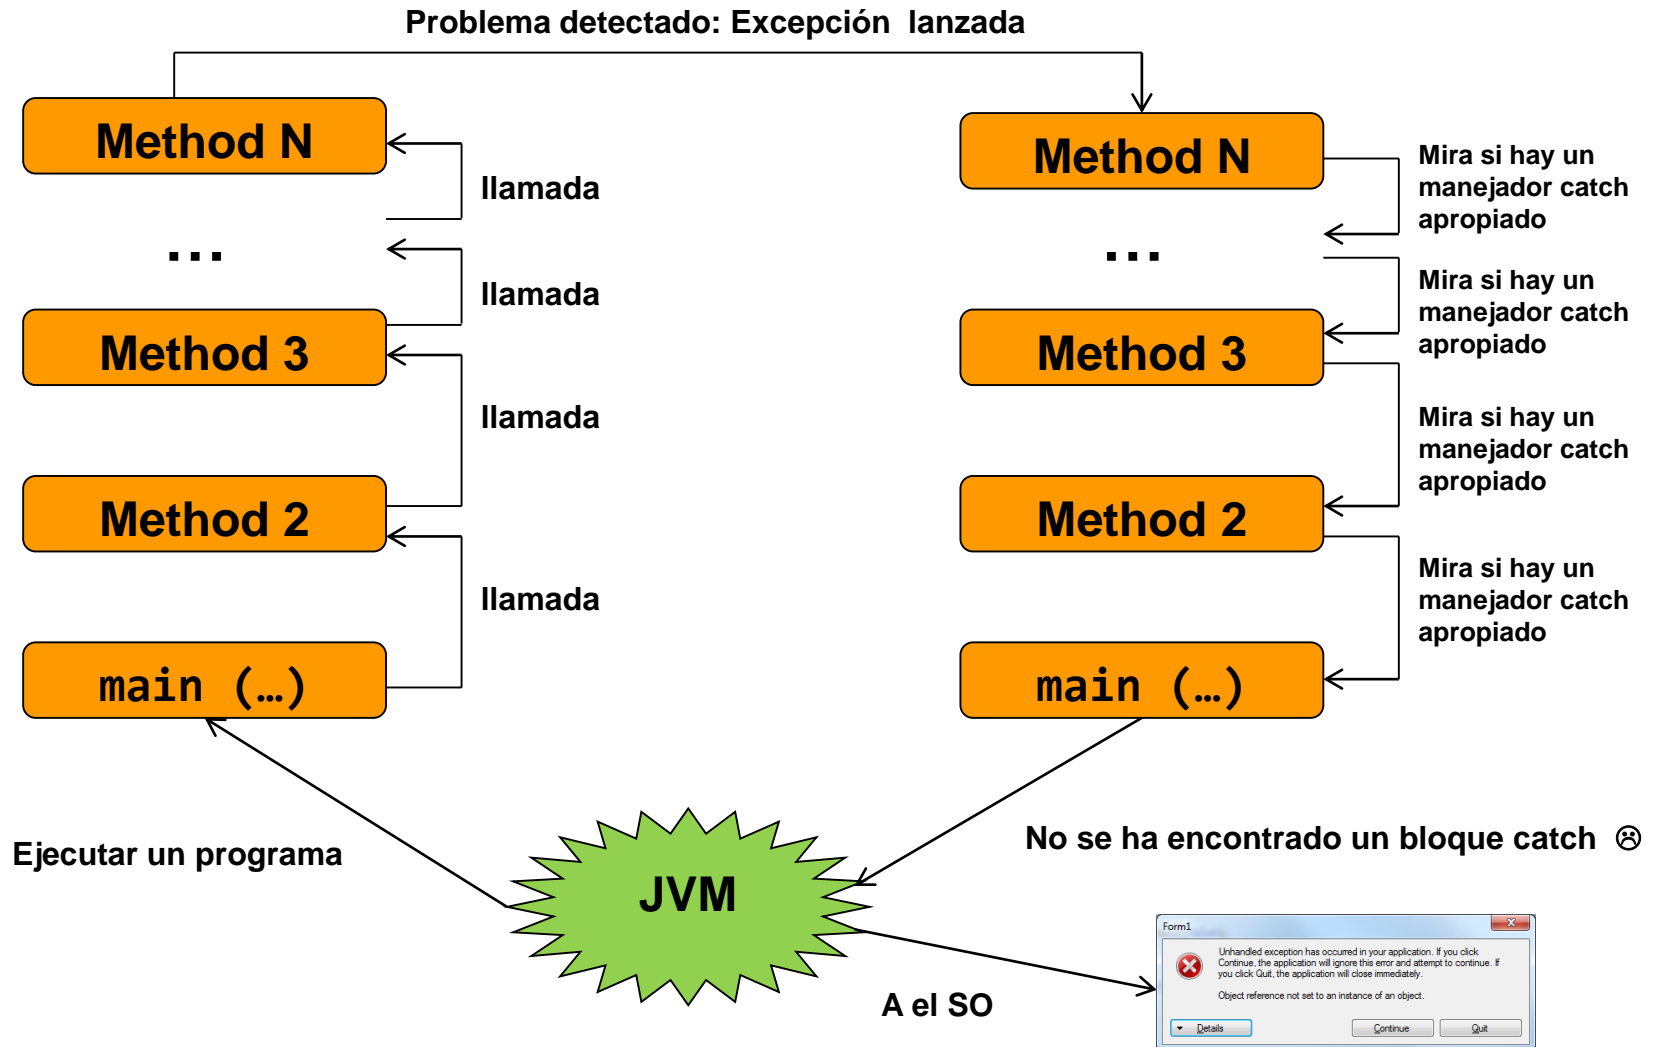 Problema detectado: Excepción lanzada
Method N
llamada
...
llamada
Method 3
llamada
Method 2
llamada
main (…)
Ejecutar un programa
JVM
Method N
Mira si hay un
manejador catch
apropiado
...
Mira si hay un
manejador catch
apropiado
Method 3
Mira si hay un
manejador catch
apropiado
Method 2
Mira si hay un
manejador catch
apropiado
main (…)
No se ha encontrado un bloque catch ☹
A el SO
Form1
Unhandled exception has occurred in your application. If you click
Continue, the application will ignore this error and attempt to continue. If
you click Quit, the application will close immediately.
Object reference not set to an instance of an object.
Details
Continue
Quit